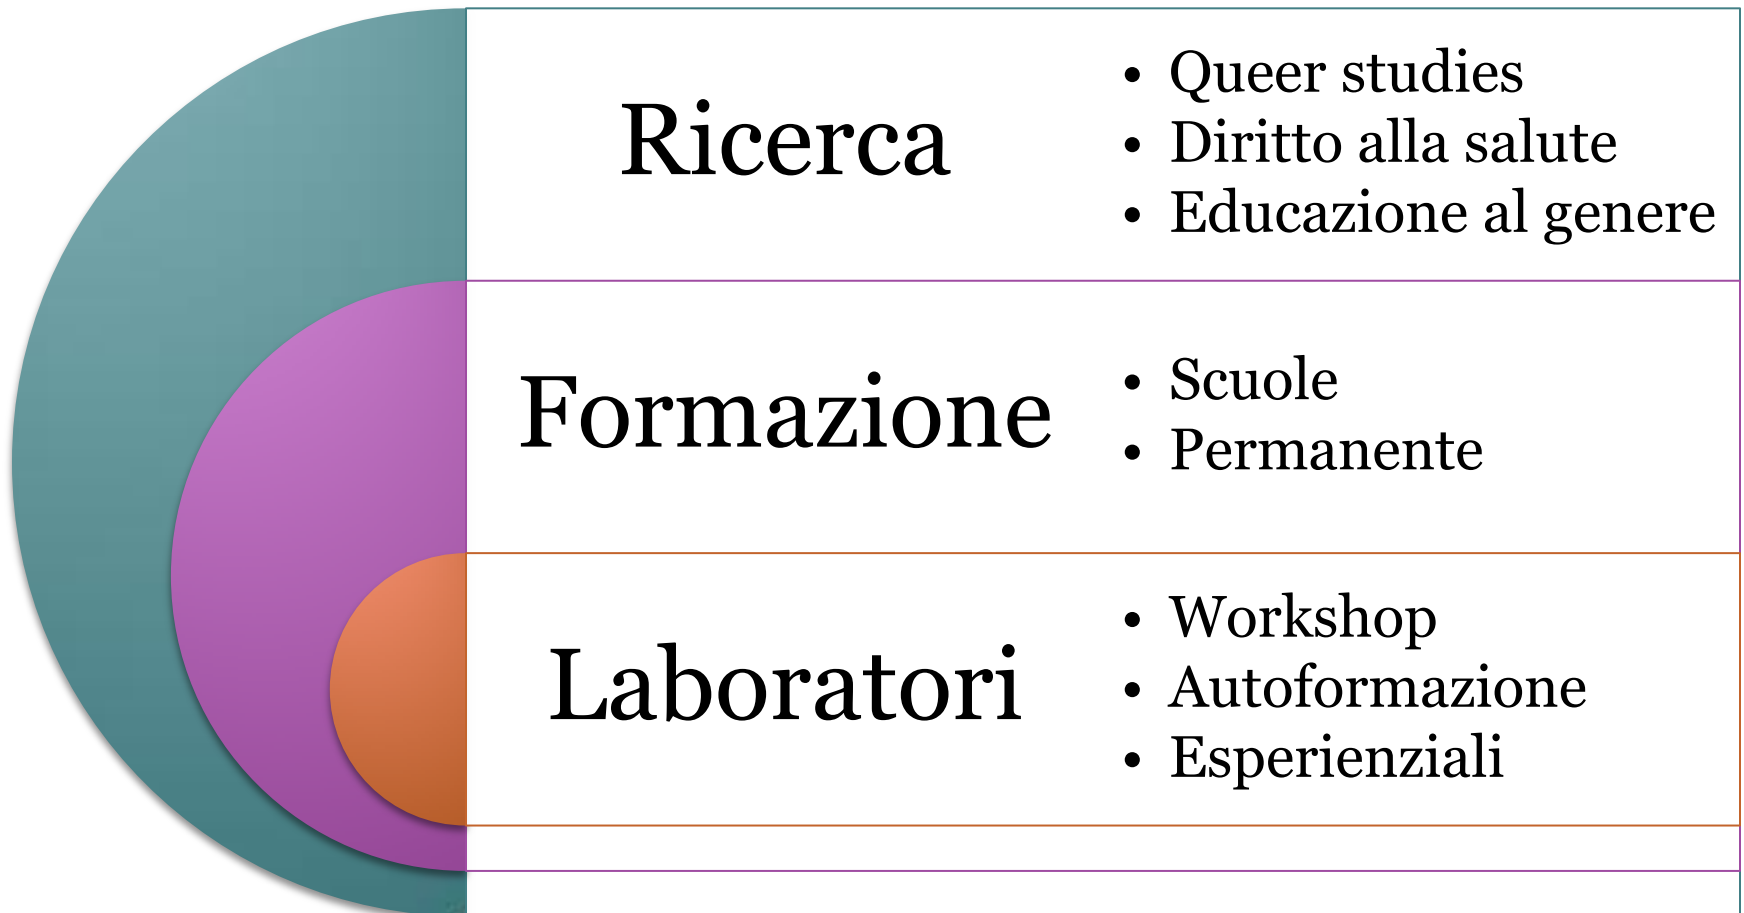 Ricerca
• Queer studies
• Diritto alla salute
• Educazione al genere
Formazione
• Scuole
• Permanente
Laboratori
• Workshop
• Autoformazione
• Esperienziali